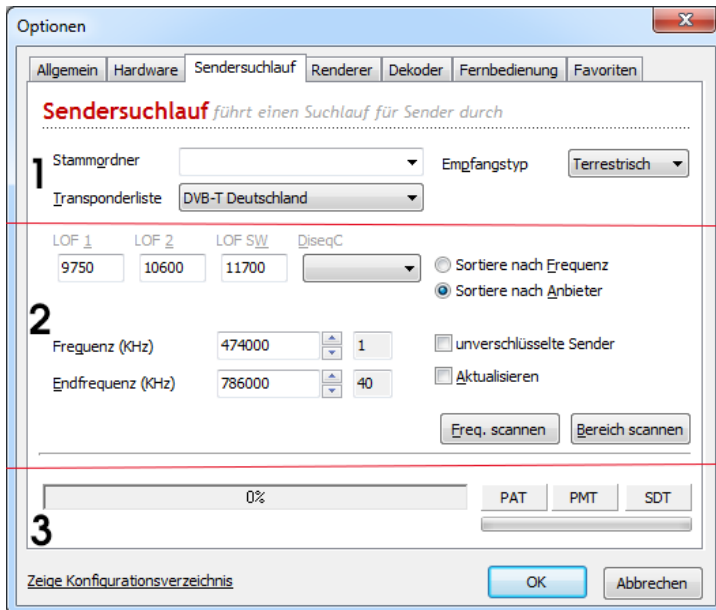 Optionen
Allgemein Hardware Sendersuchlauf Renderer Dekoder Fernbedienung Favoriten
Sendersuchlauf führt einen Suchlauf für Sender durch
1
Stammordner Empfangstyp Terrestrisch
Transponderliste DVB-T Deutschland
LOF 1 LOF 2 LOF SW DiseqC
9750 10600 11700 Sortiere nach Frequenz
Sortiere nach Anbieter
2
Frequenz (KHz) 474000 1 unverschlüsselte Sender
Endfrequenz (KHz) 786000 40 Aktualisieren
Freq. scannen Bereich scannen
0% PAT PMT SDT
3
Zeige Konfigurationsverzeichnis OK Abbrechen